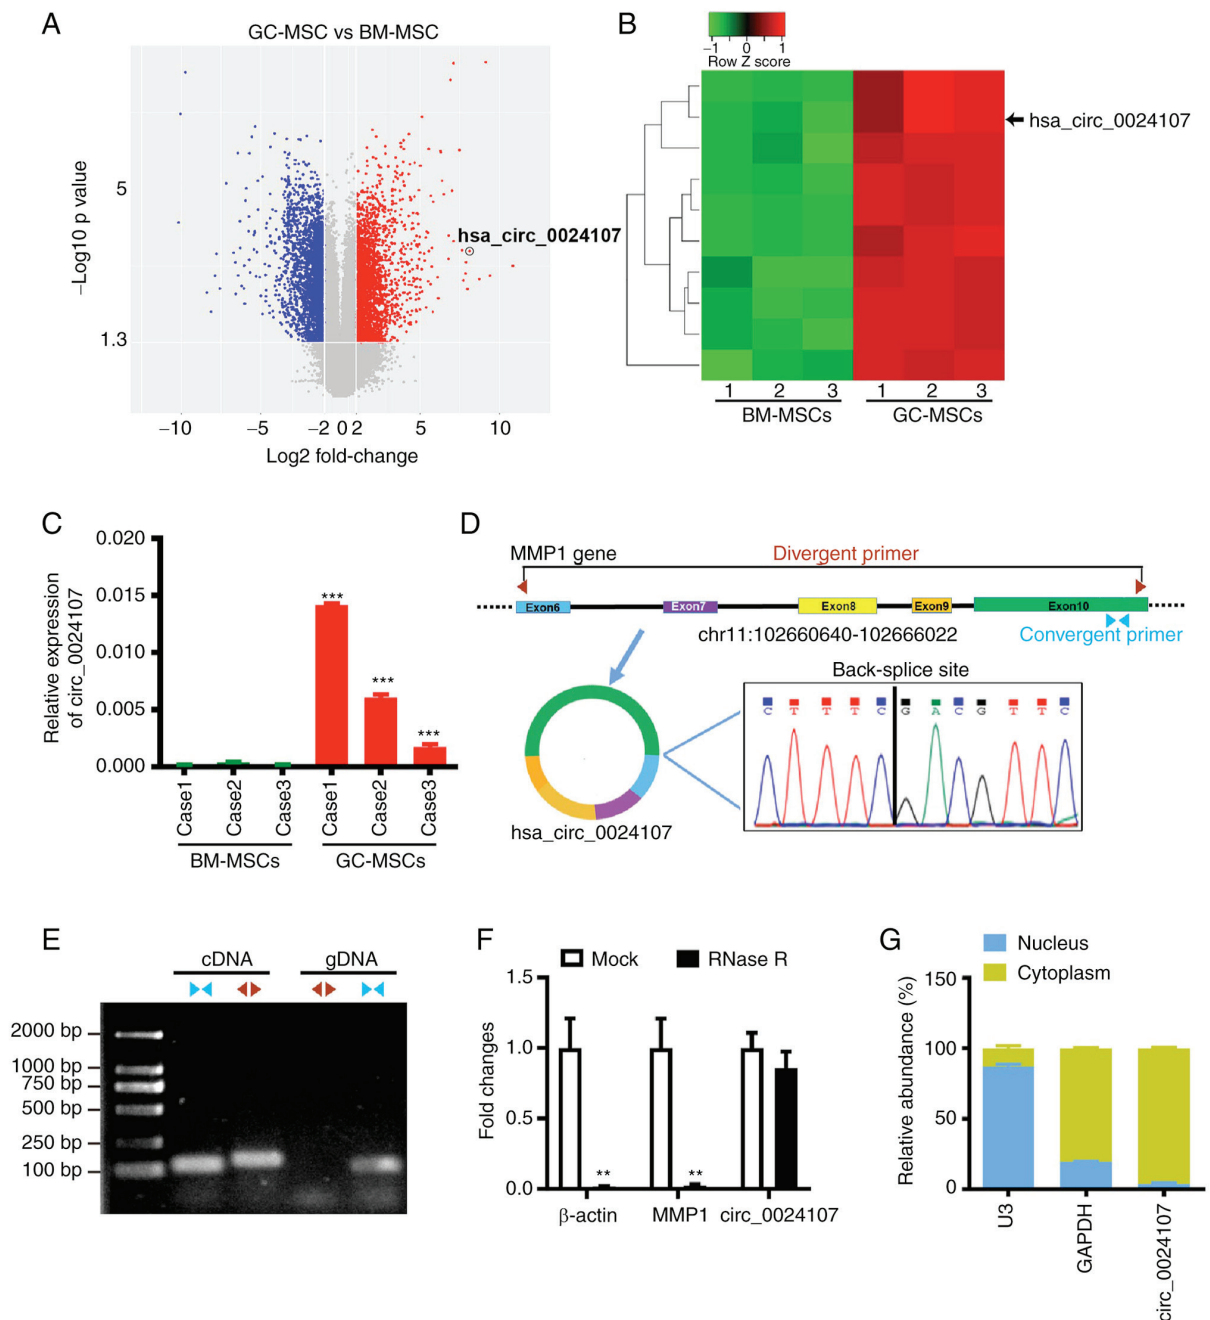 A
GC-MSC vs BM-MSC
−Log10 p value
5
1.3
hsa_circ_0024107
−10 −5 −2 0 2 5 10
Log2 fold-change
B
−1 0 1
Row Z score
hsa_circ_0024107
1 2 3 1 2 3
BM-MSCs GC-MSCs
C
Relative expression
of circ_0024107
0.020
0.015
0.010
0.005
0.000
***
***
***
Case1 Case2 Case3 Case1 Case2 Case3
BM-MSCs GC-MSCs
D
MMP1 gene Divergent primer
Exon6 Exon7 Exon8 Exon9 Exon10
chr11:102660640-102666022 Convergent primer
Back-splice site
C T T T C G A C G T T C
hsa_circ_0024107
E
cDNA gDNA
2000 bp
1000 bp
750 bp
500 bp
250 bp
100 bp
F
Mock RNase R
Fold changes
1.5
1.0
0.5
0.0
** **
β-actin MMP1 circ_0024107
G
Nucleus
Cytoplasm
Relative abundance (%)
150
100
50
0
U3
GAPDH
circ_0024107